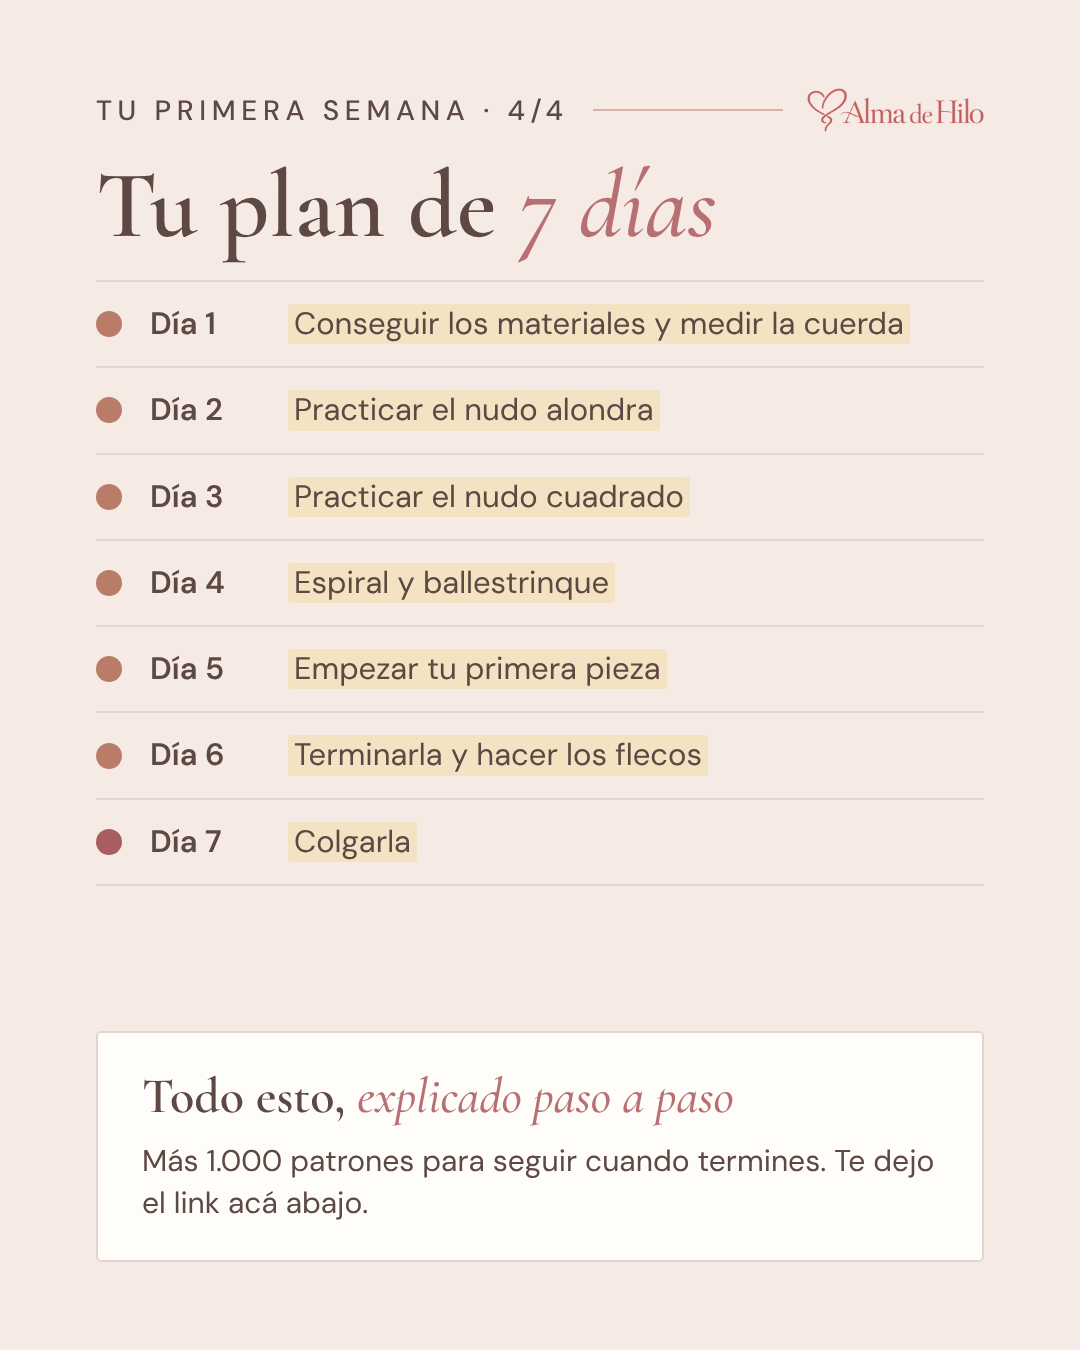 TU PRIMERA SEMANA · 4/4
Alma de Hilo
Tu plan de 7 días
Día 1 Conseguir los materiales y medir la cuerda
Día 2 Practicar el nudo alondra
Día 3 Practicar el nudo cuadrado
Día 4 Espiral y ballestrinque
Día 5 Empezar tu primera pieza
Día 6 Terminarla y hacer los flecos
Día 7 Colgarla
Todo esto, explicado paso a paso
Más 1.000 patrones para seguir cuando termines. Te dejo
el link acá abajo.